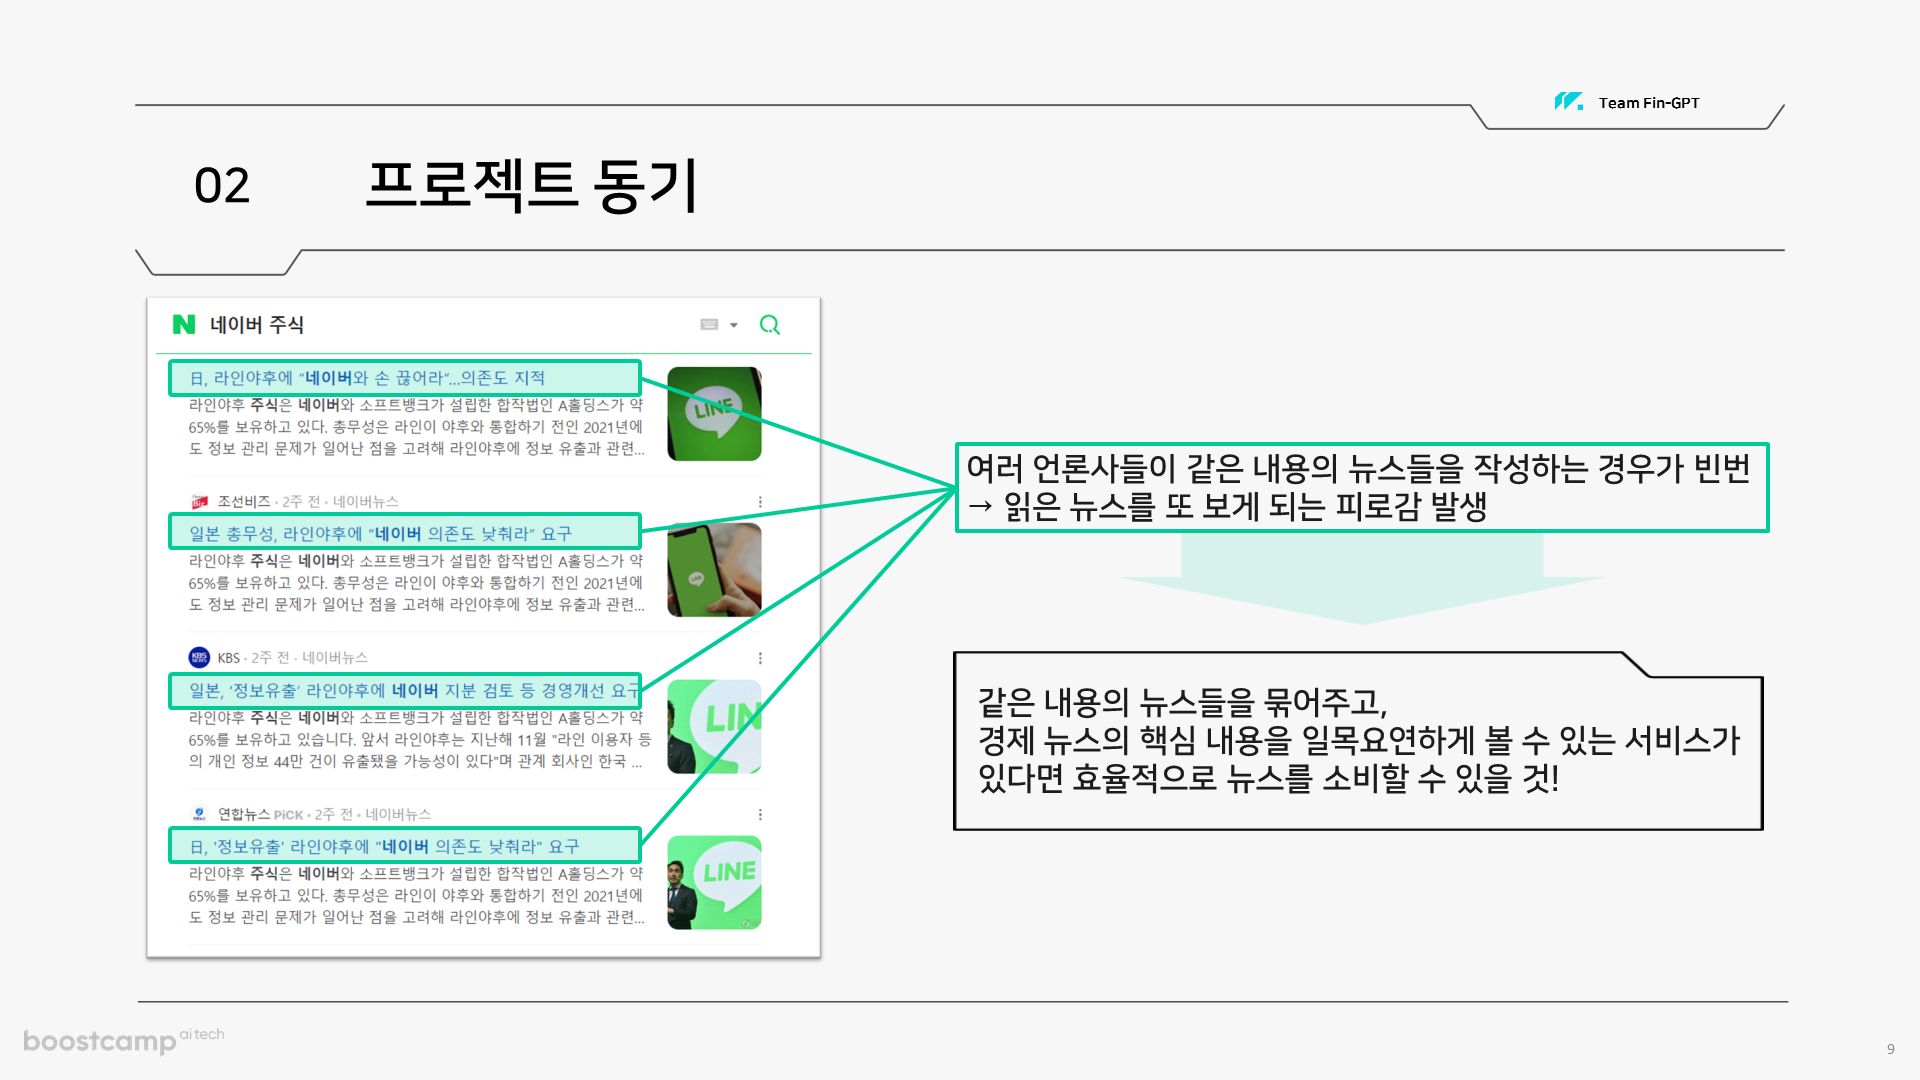 Team Fin-GPT
02 프로젝트 동기
N 네이버 주식
日, 라인야후에 “네이버와 손 끊어라”...의존도 지적
라인야후 주식은 네이버와 소프트뱅크가 설립한 합작법인 A홀딩스가 약
65%를 보유하고 있다. 총무성은 라인이 야후와 통합하기 전인 2021년에
도 정보 관리 문제가 일어난 점을 고려해 라인야후에 정보 유출과 관련...
LINE
조선비즈 · 2주 전 · 네이버뉴스
일본 총무성, 라인야후에 “네이버 의존도 낮춰라” 요구
라인야후 주식은 네이버와 소프트뱅크가 설립한 합작법인 A홀딩스가 약
65%를 보유하고 있다. 총무성은 라인이 야후와 통합하기 전인 2021년에
도 정보 관리 문제가 일어난 점을 고려해 라인야후에 정보 유출과 관련...
KBS NEWS
KBS · 2주 전 · 네이버뉴스
일본, ‘정보유출’ 라인야후에 네이버 지분 검토 등 경영개선 요구
라인야후 주식은 네이버와 소프트뱅크가 설립한 합작법인 A홀딩스가 약
65%를 보유하고 있습니다. 앞서 라인야후는 지난해 11월 "라인 이용자 등
의 개인 정보 44만 건이 유출됐을 가능성이 있다"며 관계 회사인 한국 ...
LIN
연합뉴스 PiCK · 2주 전 · 네이버뉴스
日, '정보유출' 라인야후에 "네이버 의존도 낮춰라" 요구
라인야후 주식은 네이버와 소프트뱅크가 설립한 합작법인 A홀딩스가 약
65%를 보유하고 있다. 총무성은 라인이 야후와 통합하기 전인 2021년에
도 정보 관리 문제가 일어난 점을 고려해 라인야후에 정보 유출과 관련...
LINE
여러 언론사들이 같은 내용의 뉴스들을 작성하는 경우가 빈번
→ 읽은 뉴스를 또 보게 되는 피로감 발생
같은 내용의 뉴스들을 묶어주고,
경제 뉴스의 핵심 내용을 일목요연하게 볼 수 있는 서비스가
있다면 효율적으로 뉴스를 소비할 수 있을 것!
boostcamp ai tech
9